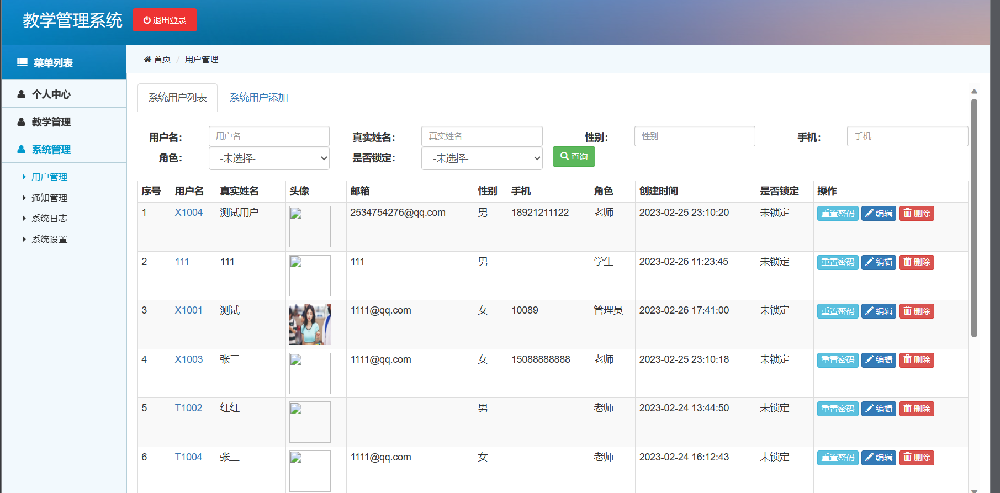 教学管理系统 退出登录
菜单列表
个人中心
教学管理
系统管理
用户管理
通知管理
系统日志
系统设置
首页 / 用户管理
系统用户列表 系统用户添加
用户名: 用户名 真实姓名: 真实姓名 性别: 性别 手机: 手机
角色: -未选择- 是否锁定: -未选择- 查询
序号 用户名 真实姓名 头像 邮箱 性别 手机 角色 创建时间 是否锁定 操作
1 X1004 测试用户 2534754276@qq.com 男 18921211122 老师 2023-02-25 23:10:20 未锁定 重置密码 编辑 删除
2 111 111 111 男 学生 2023-02-26 11:23:45 未锁定 重置密码 编辑 删除
3 X1001 测试 1111@qq.com 女 10089 管理员 2023-02-26 17:41:00 未锁定 重置密码 编辑 删除
4 X1003 张三 1111@qq.com 女 15088888888 老师 2023-02-25 23:10:18 未锁定 重置密码 编辑 删除
5 T1002 红红 男 老师 2023-02-24 13:44:50 未锁定 重置密码 编辑 删除
6 T1004 张三 1111@qq.com 女 老师 2023-02-24 16:12:43 未锁定 重置密码 编辑 删除